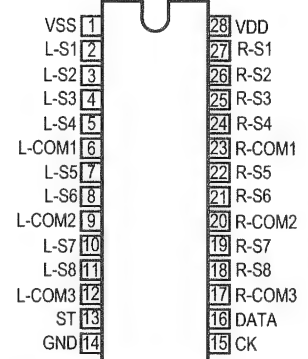 VSS 1 28 VDD
L-S1 2 27 R-S1
L-S2 3 26 R-S2
L-S3 4 25 R-S3
L-S4 5 24 R-S4
L-COM1 6 23 R-COM1
L-S5 7 22 R-S5
L-S6 8 21 R-S6
L-COM2 9 20 R-COM2
L-S7 10 19 R-S7
L-S8 11 18 R-S8
L-COM3 12 17 R-COM3
ST 13 16 DATA
GND 14 15 CK